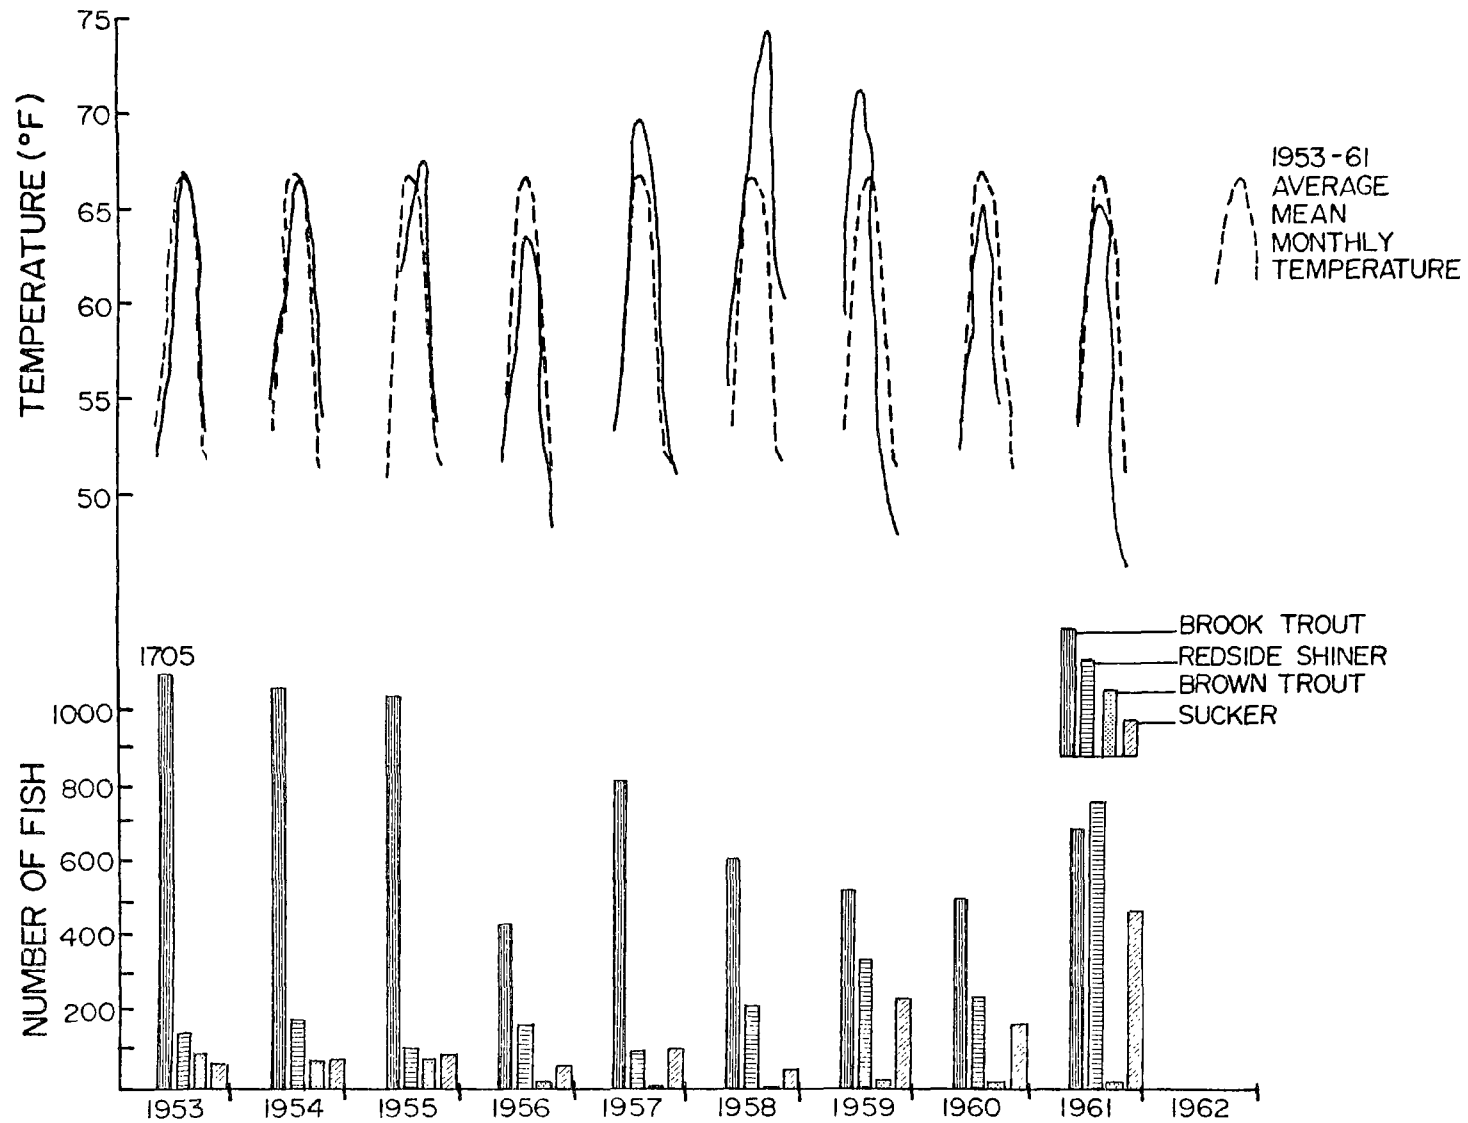 75
70
65
60
55
50
TEMPERATURE (°F)
1953-61
AVERAGE
MEAN
MONTHLY
TEMPERATURE
BROOK TROUT
REDSIDE SHINER
BROWN TROUT
SUCKER
1705
1000
800
600
400
200
NUMBER OF FISH
1953 1954 1955 1956 1957 1958 1959 1960 1961 1962